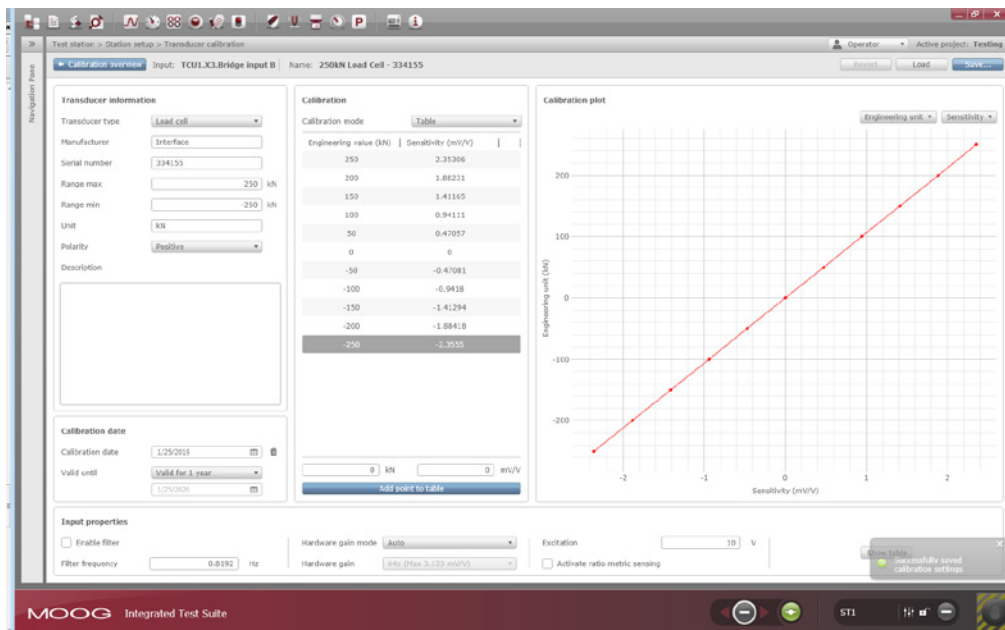 Test station > Station setup > Transducer calibration
Operator
Active project: Testing
Calibration overview
Input: TCU1.X3.Bridge input B
Name: 250kN Load Cell - 334155
Revert
Load
Save...
Navigation Pane
Transducer information
Transducer type
Load cell
Manufacturer
Interface
Serial number
334155
Range max
250 kN
Range min
-250 kN
Unit
kN
Polarity
Positive
Description
Calibration date
Calibration date
Valid until
Valid for 1 year
1/25/2020
Calibration
Calibration mode
Table
Engineering value (kN) Sensitivity (mV/V)
250 2.35306
200 1.88231
150 1.41165
100 0.94111
50 0.47057
0 0
-50 -0.47081
-100 -0.9418
-150 -1.41294
-200 -1.88418
-250 -2.3555
0 kN 0 mV/V
Add point to table
Calibration plot
Engineering unit
Sensitivity
Engineering unit (kN)
200
100
0
-100
-200
-2 -1 0 1 2
Sensitivity (mV/V)
Input properties
Enable filter
Filter frequency
0.8192 Hz
Hardware gain mode
Auto
Hardware gain
64x (Max 3.125 mV/V)
Excitation
10 V
Activate ratio metric sensing
Show table
Successfully saved
calibration settings
MOOG Integrated Test Suite
ST1